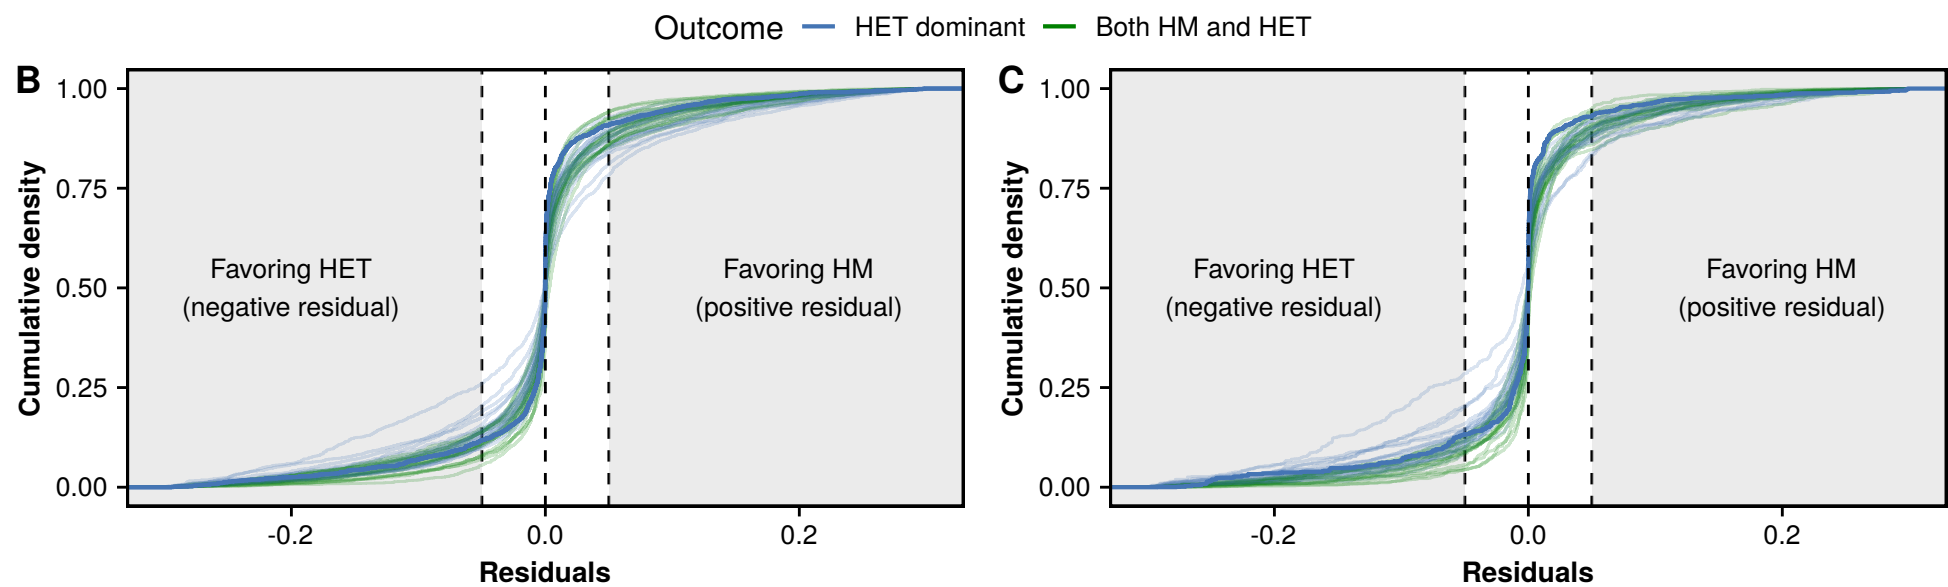 Outcome HET dominant Both HM and HET
B
1.00
0.75
0.50
0.25
0.00
Cumulative density
Favoring HET
(negative residual)
Favoring HM
(positive residual)
-0.2 0.0 0.2
Residuals
C
1.00
0.75
0.50
0.25
0.00
Cumulative density
Favoring HET
(negative residual)
Favoring HM
(positive residual)
-0.2 0.0 0.2
Residuals